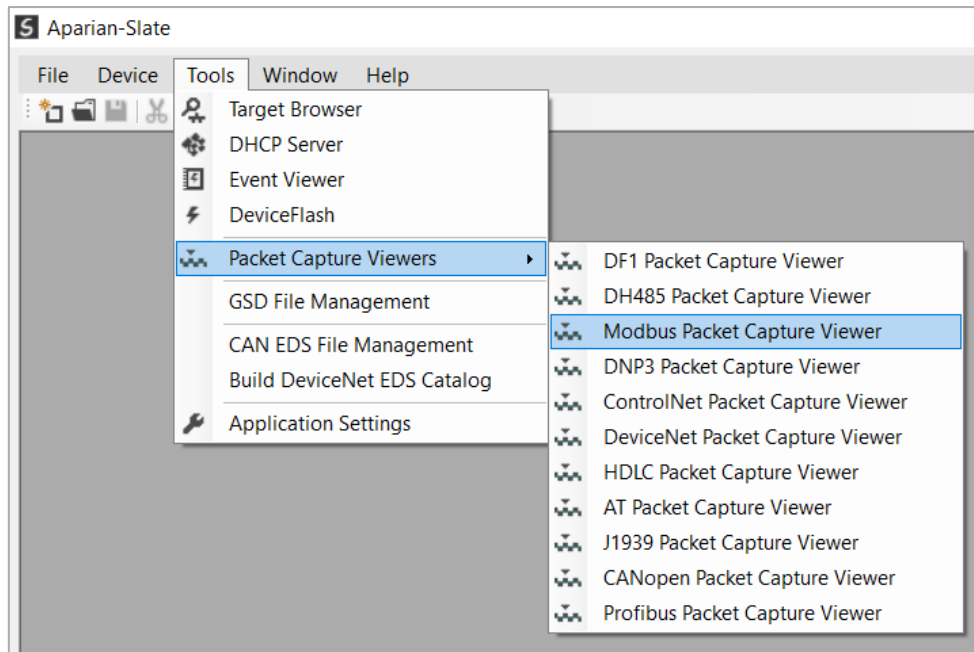 S Aparian-Slate
File Device Tools Window Help
Target Browser
DHCP Server
Event Viewer
DeviceFlash
Packet Capture Viewers
GSD File Management
CAN EDS File Management
Build DeviceNet EDS Catalog
Application Settings
DF1 Packet Capture Viewer
DH485 Packet Capture Viewer
Modbus Packet Capture Viewer
DNP3 Packet Capture Viewer
ControlNet Packet Capture Viewer
DeviceNet Packet Capture Viewer
HDLC Packet Capture Viewer
AT Packet Capture Viewer
J1939 Packet Capture Viewer
CANopen Packet Capture Viewer
Profibus Packet Capture Viewer